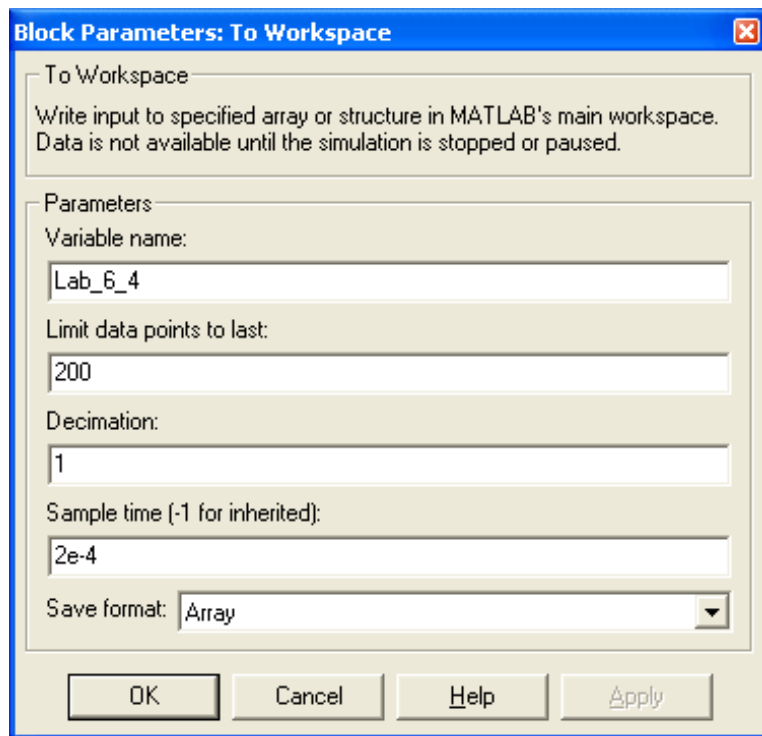 Block Parameters: To Workspace
To Workspace
Write input to specified array or structure in MATLAB's main workspace.
Data is not available until the simulation is stopped or paused.
Parameters
Variable name:
Lab_6_4
Limit data points to last:
200
Decimation:
1
Sample time (-1 for inherited):
2e-4
Save format: Array
OK Cancel Help Apply